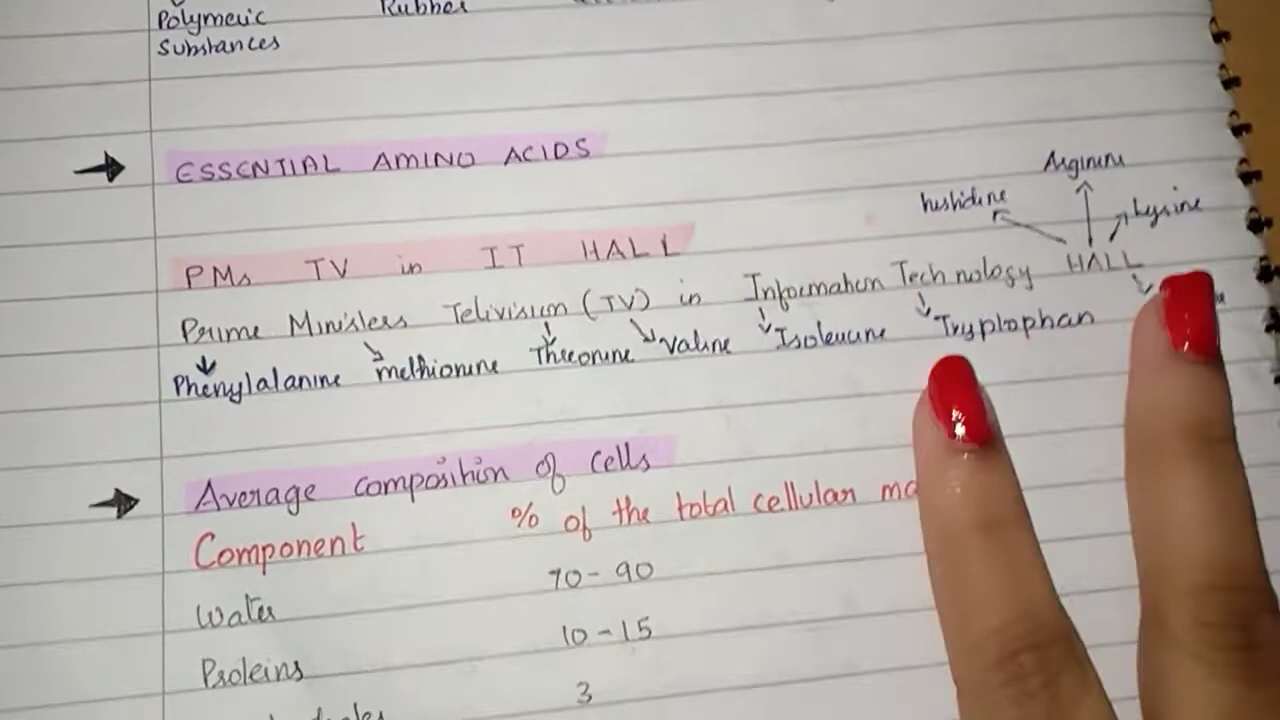 Polymeric Rubber
Substances
ESSENTIAL AMINO ACIDS
Arginine
histidine
lysine
PMs TV in IT HALL
Prime Ministers Telivision (TV) in Information Technology HALL
Phenylalanine methionine Threonine Valine Isoleucine Tryptophan
Average composition of cells
Component % of the total cellular
Water 70-90
Proteins 10-15
3